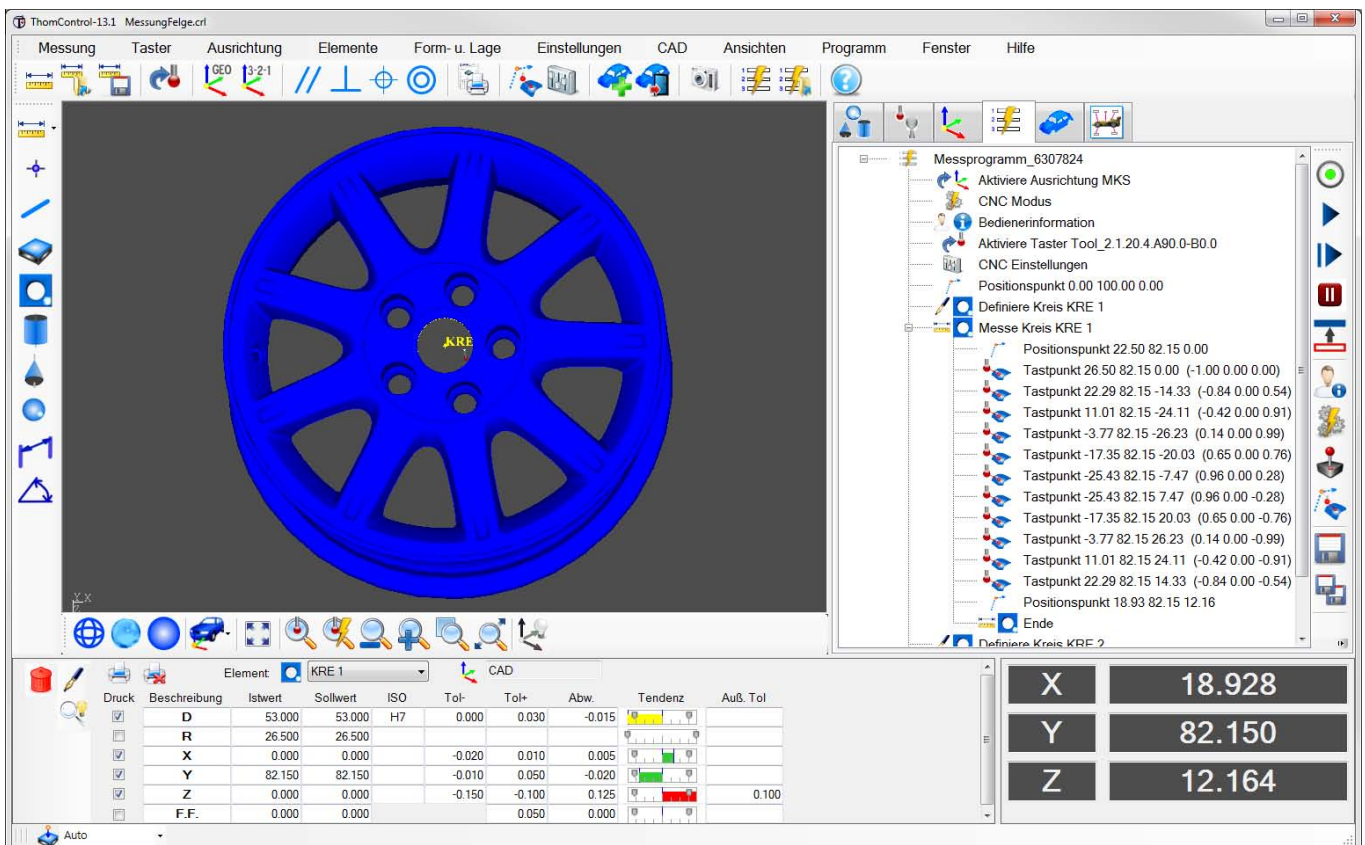 ThomControl-13.1 MessungFelge.crl
Messung Taster Ausrichtung Elemente Form- u. Lage Einstellungen CAD Ansichten Programm Fenster Hilfe
GEO 3-2-1
Messprogramm_6307824
Aktiviere Ausrichtung MKS
CNC Modus
Bedienerinformation
Aktiviere Taster Tool_2.1.20.4.A90.0-B0.0
CNC Einstellungen
Positionspunkt 0.00 100.00 0.00
Definiere Kreis KRE 1
Messe Kreis KRE 1
Positionspunkt 22.50 82.15 0.00
Tastpunkt 26.50 82.15 0.00 (-1.00 0.00 0.00)
Tastpunkt 22.29 82.15 -14.33 (-0.84 0.00 0.54)
Tastpunkt 11.01 82.15 -24.11 (-0.42 0.00 0.91)
Tastpunkt -3.77 82.15 -26.23 (0.14 0.00 0.99)
Tastpunkt -17.35 82.15 -20.03 (0.65 0.00 0.76)
Tastpunkt -25.43 82.15 -7.47 (0.96 0.00 0.28)
Tastpunkt -25.43 82.15 7.47 (0.96 0.00 -0.28)
Tastpunkt -17.35 82.15 20.03 (0.65 0.00 -0.76)
Tastpunkt -3.77 82.15 26.23 (0.14 0.00 -0.99)
Tastpunkt 11.01 82.15 24.11 (-0.42 0.00 -0.91)
Tastpunkt 22.29 82.15 14.33 (-0.84 0.00 -0.54)
Positionspunkt 18.93 82.15 12.16
Ende
Definiere Kreis KRE 2
KRE
Y X
Z
Element: KRE 1 CAD
Druck Beschreibung Istwert Sollwert ISO Tol- Tol+ Abw. Tendenz Auß. Tol
D 53.000 53.000 H7 0.000 0.030 -0.015
R 26.500 26.500
X 0.000 0.000 -0.020 0.010 0.005
Y 82.150 82.150 -0.010 0.050 -0.020
Z 0.000 0.000 -0.150 -0.100 0.125 0.100
F.F. 0.000 0.000 0.050 0.000
X 18.928
Y 82.150
Z 12.164
Auto